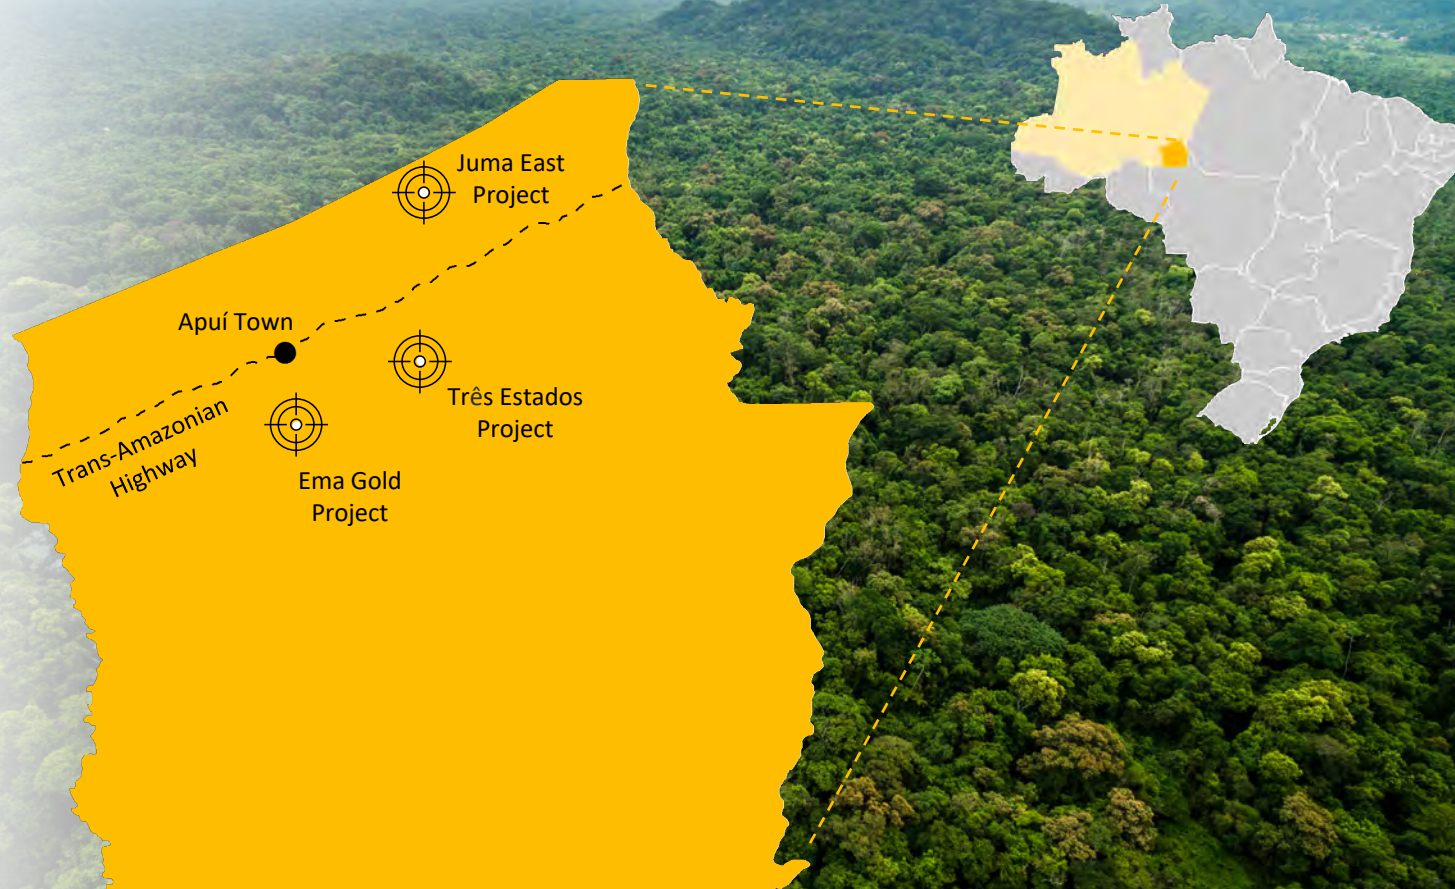 Juma East
Project
Apuí Town
Três Estados
Project
Trans-Amazonian
Highway
Ema Gold
Project